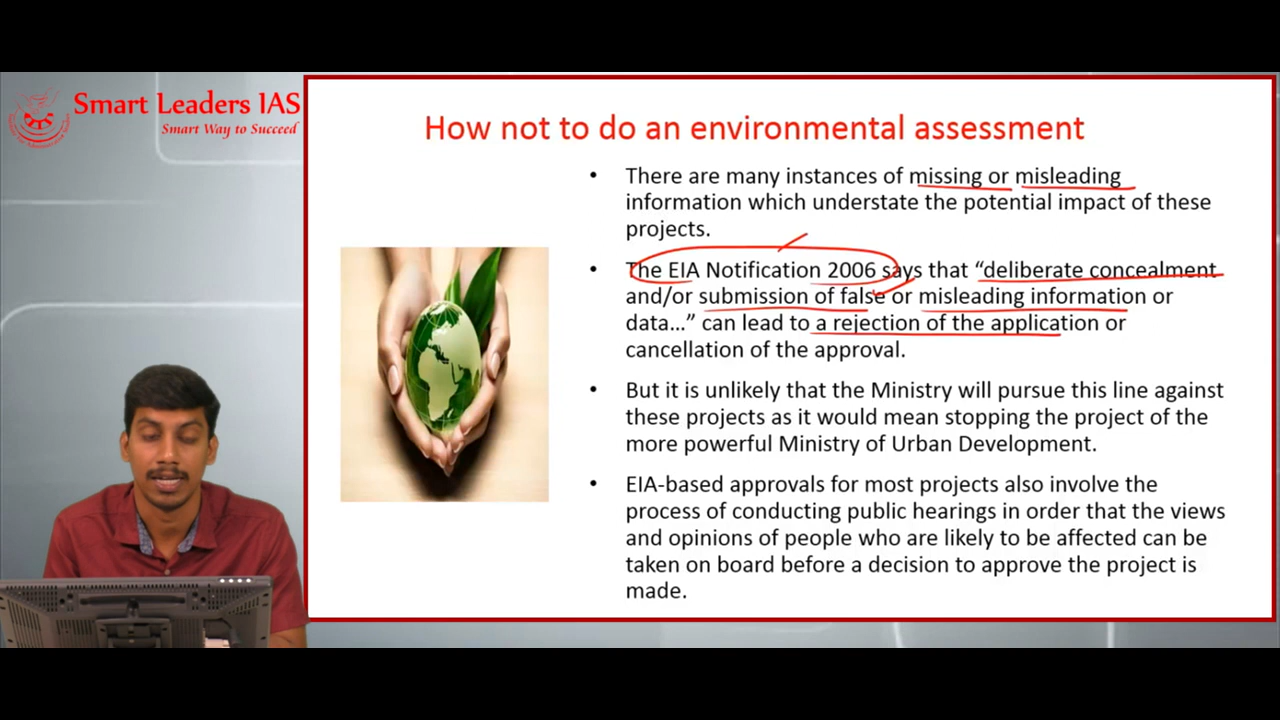 Smart Leaders IAS
Smart Way to Succeed
How not to do an environmental assessment
• There are many instances of missing or misleading
information which understate the potential impact of these
projects.
• The EIA Notification 2006 says that “deliberate concealment
and/or submission of false or misleading information or
data...” can lead to a rejection of the application or
cancellation of the approval.
• But it is unlikely that the Ministry will pursue this line against
these projects as it would mean stopping the project of the
more powerful Ministry of Urban Development.
• EIA-based approvals for most projects also involve the
process of conducting public hearings in order that the views
and opinions of people who are likely to be affected can be
taken on board before a decision to approve the project is
made.